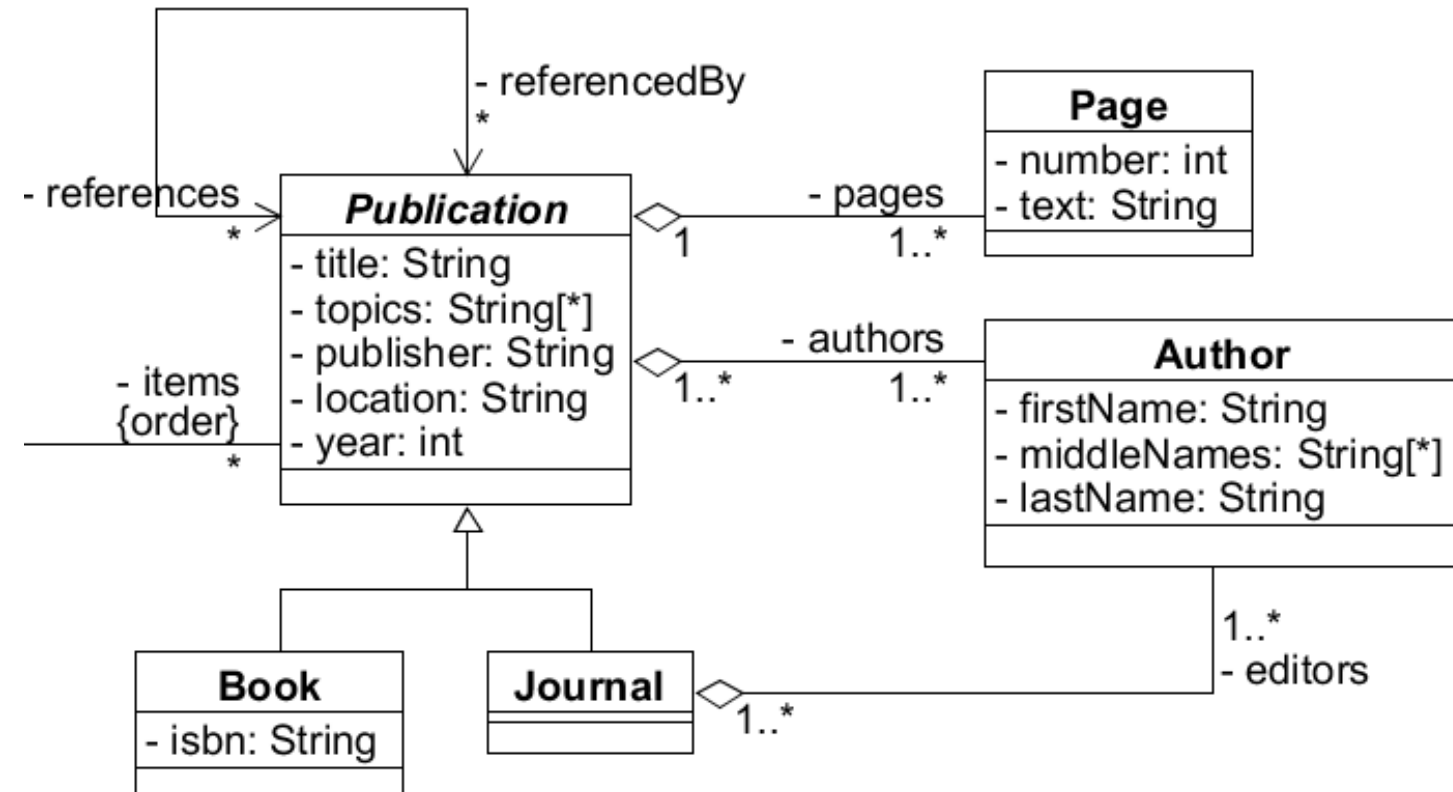 - referencedBy
*
- references
*
Publication
- title: String
- topics: String[*]
- publisher: String
- location: String
- year: int
- items
{order}
*
1
- pages
1..*
Page
- number: int
- text: String
1..*
- authors
1..*
Author
- firstName: String
- middleNames: String[*]
- lastName: String
Book
- isbn: String
Journal
1..*
1..*
- editors